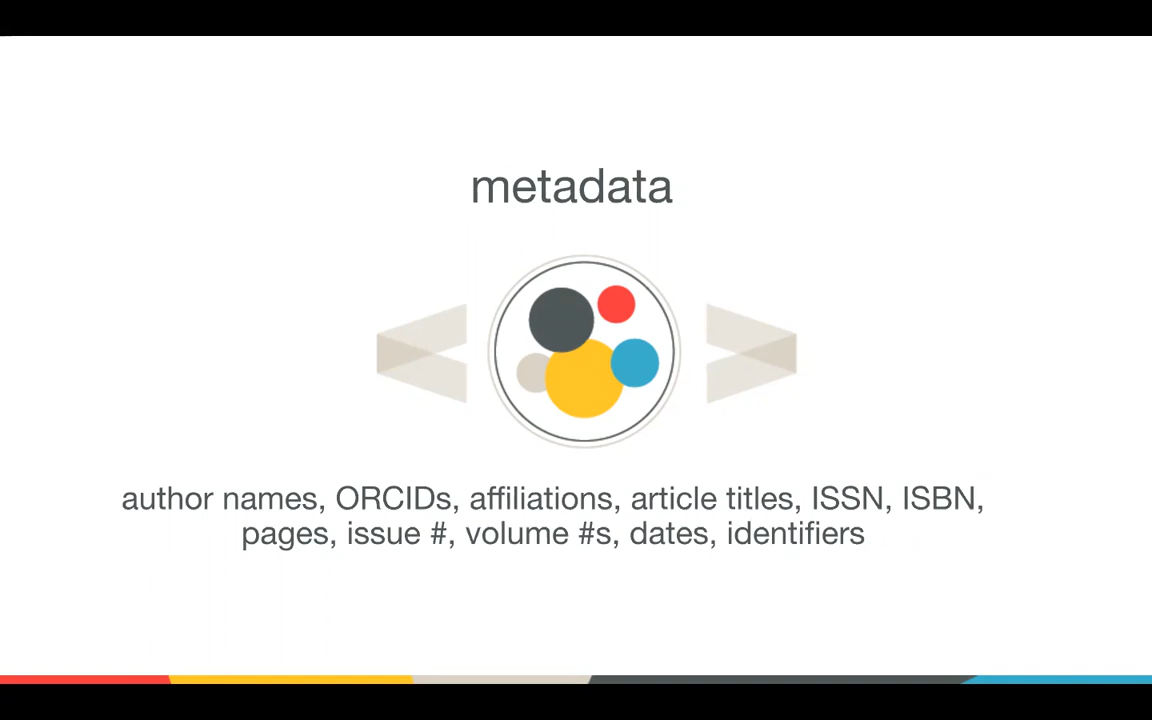 metadata
author names, ORCIDs, affiliations, article titles, ISSN, ISBN,
pages, issue #, volume #s, dates, identifiers